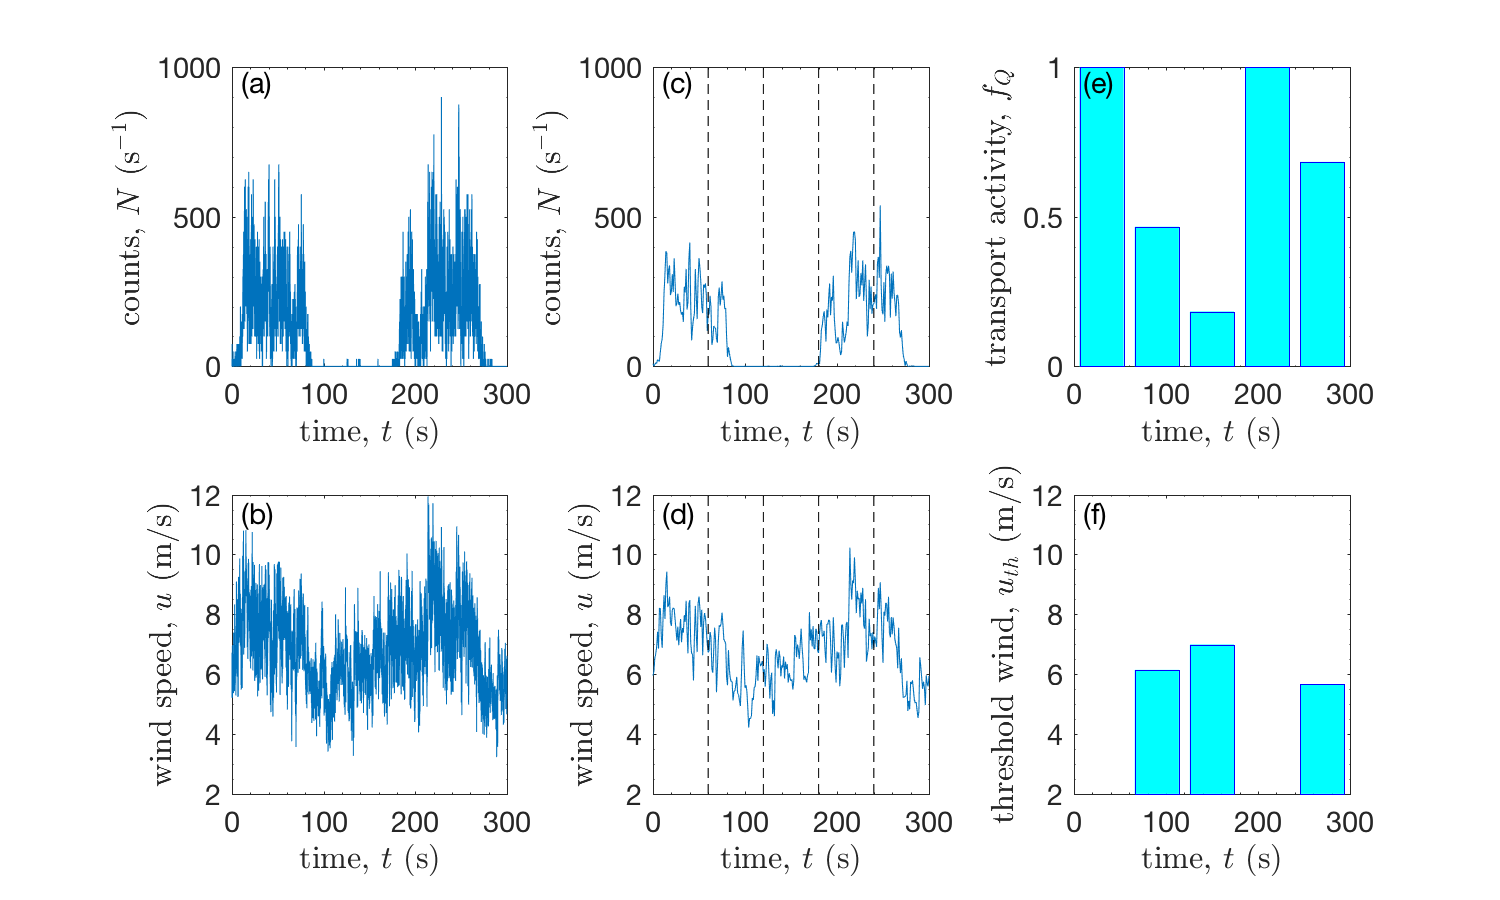 (a)
1000
500
0
0 100 200 300
counts, N (s⁻¹)
time, t (s)
(c)
1000
500
0
0 100 200 300
counts, N (s⁻¹)
time, t (s)
(e)
1
0.5
0
0 100 200 300
transport activity, f_Q
time, t (s)
(b)
12
10
8
6
4
2
0 100 200 300
wind speed, u (m/s)
time, t (s)
(d)
12
10
8
6
4
2
0 100 200 300
wind speed, u (m/s)
time, t (s)
(f)
12
10
8
6
4
2
0 100 200 300
threshold wind, u_th (m/s)
time, t (s)